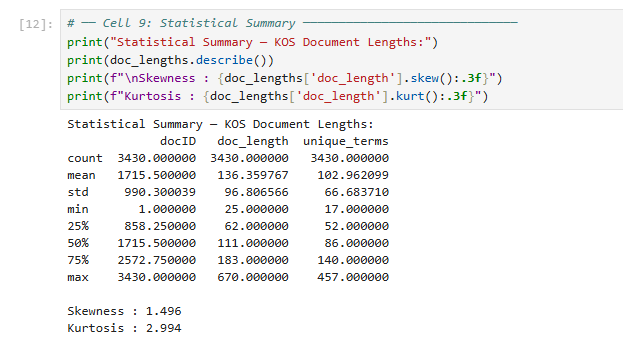 [12]: # ── Cell 9: Statistical Summary ──────────────────────────
print("Statistical Summary — KOS Document Lengths:")
print(doc_lengths.describe())
print(f"\nSkewness : {doc_lengths['doc_length'].skew():.3f}")
print(f"Kurtosis : {doc_lengths['doc_length'].kurt():.3f}")
Statistical Summary — KOS Document Lengths:
docID doc_length unique_terms
count 3430.000000 3430.000000 3430.000000
mean 1715.500000 136.359767 102.962099
std 990.300039 96.806566 66.683710
min 1.000000 25.000000 17.000000
25% 858.250000 62.000000 52.000000
50% 1715.500000 111.000000 86.000000
75% 2572.750000 183.000000 140.000000
max 3430.000000 670.000000 457.000000
Skewness : 1.496
Kurtosis : 2.994